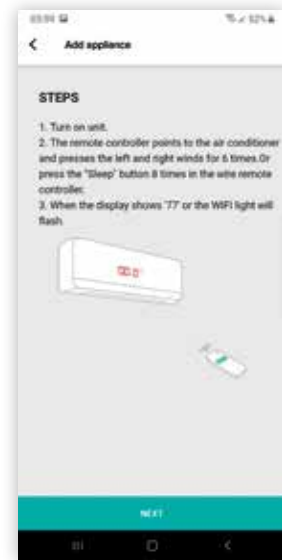 Add appliance
STEPS
1. Turn on unit.
2. The remote controller points to the air conditioner
and presses the left and right winds for 6 times.Or
press the "Sleep" button 8 times in the wire remote
controller.
3. When the display shows '77' or the WIFI light will
flash.
NEXT